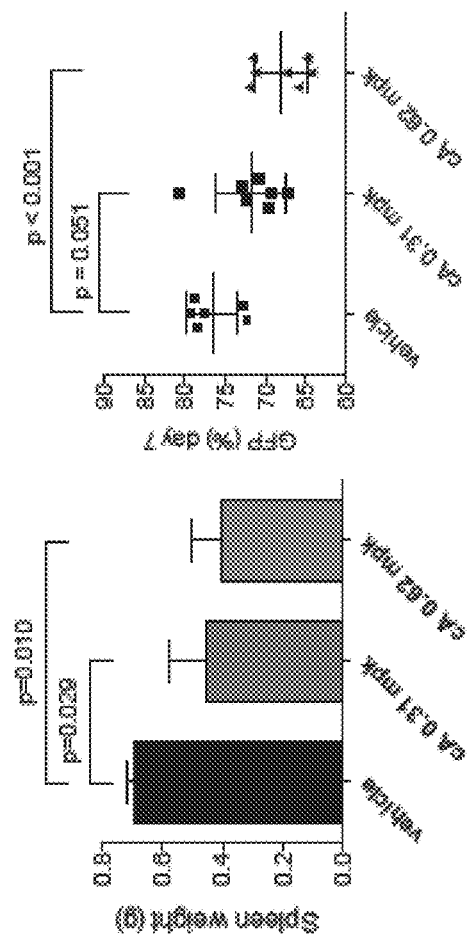 p=0.010
p=0.029
Spleen weight (g)
0.8
0.6
0.4
0.2
0.0
vehicle
cA 0.31 mpk
cA 0.62 mpk
p < 0.001
p = 0.051
GFP (%) day 7
90
85
80
75
70
65
60
vehicle
cA 0.31 mpk
cA 0.62 mpk